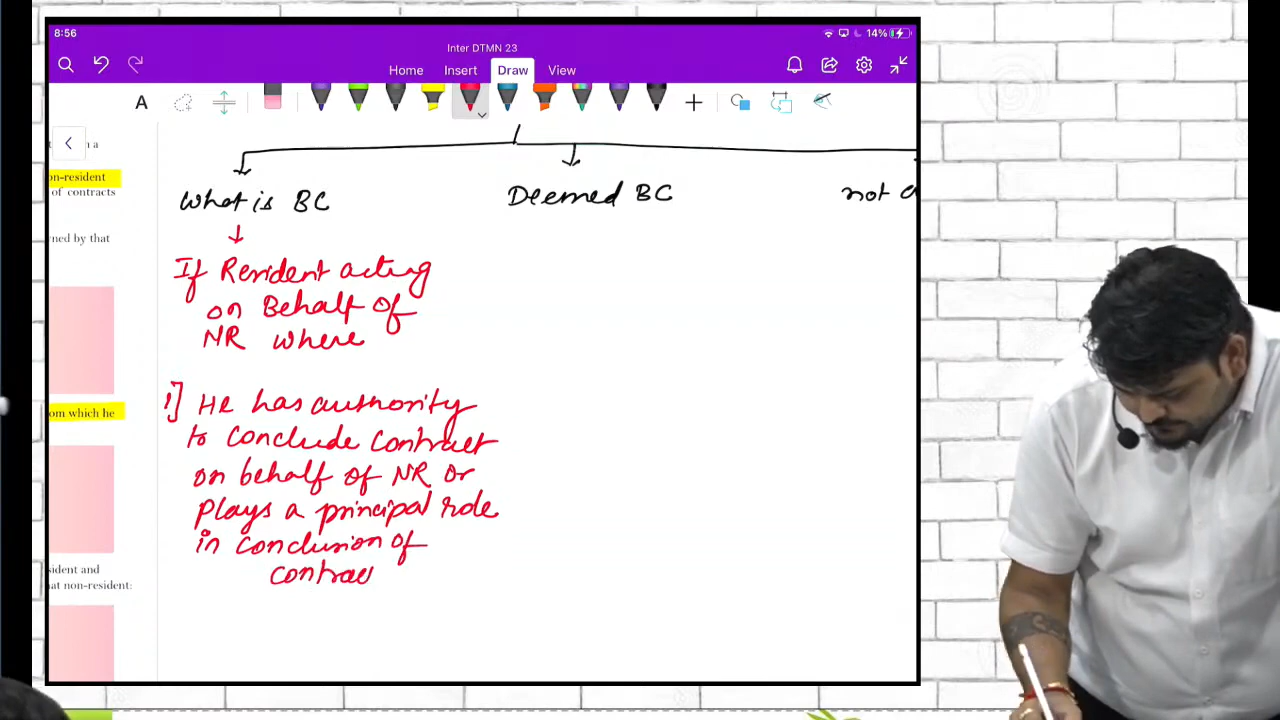 8:56
14%
Inter DTMN 23
Home Insert Draw View
A
n a
on-resident
of contracts
ned by that
om which he
sident and
hat non-resident:
What is BC
Deemed BC
not a
If Resident acting
on Behalf of
NR where
1] He has authority
to conclude contract
on behalf of NR or
plays a principal role
in conclusion of
contrac